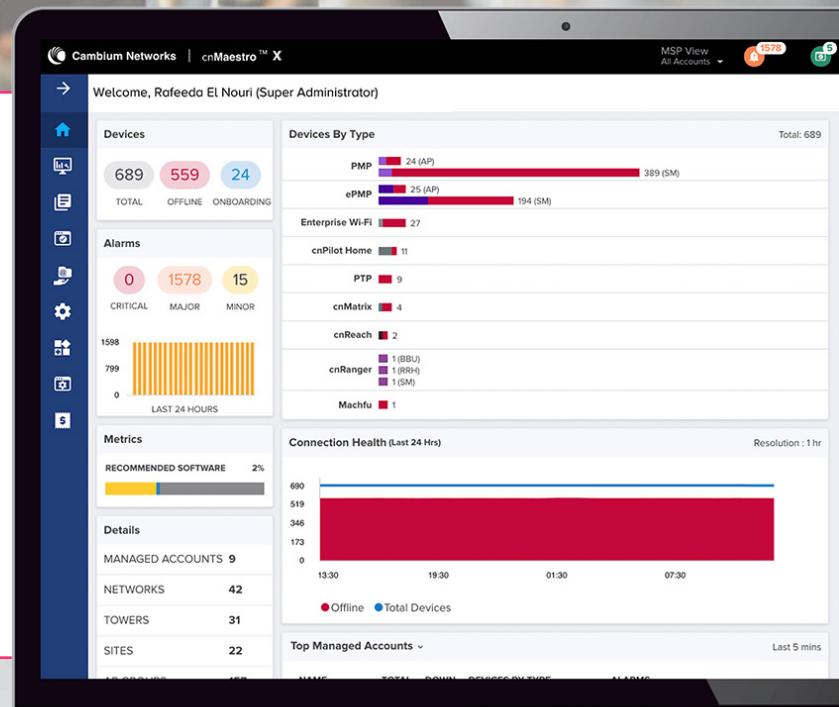 Cambium Networks | cnMaestro™ X
MSP View
All Accounts
1578
5
Welcome, Rafeeda El Nouri (Super Administrator)
Devices
689
559
24
TOTAL
OFFLINE
ONBOARDING
Alarms
0
1578
15
CRITICAL
MAJOR
MINOR
1598
799
0
LAST 24 HOURS
Metrics
RECOMMENDED SOFTWARE 2%
Details
MANAGED ACCOUNTS 9
NETWORKS 42
TOWERS 31
SITES 22
Devices By Type
Total: 689
PMP
24 (AP)
389 (SM)
ePMP
25 (AP)
194 (SM)
Enterprise Wi-Fi 27
cnPilot Home 11
PTP 9
cnMatrix 4
cnReach 2
cnRanger
1 (BBU)
1 (RRH)
1 (SM)
Machfu 1
Connection Health (Last 24 Hrs)
Resolution : 1 hr
690
519
346
173
0
13:30
19:30
01:30
07:30
Offline
Total Devices
Top Managed Accounts
Last 5 mins